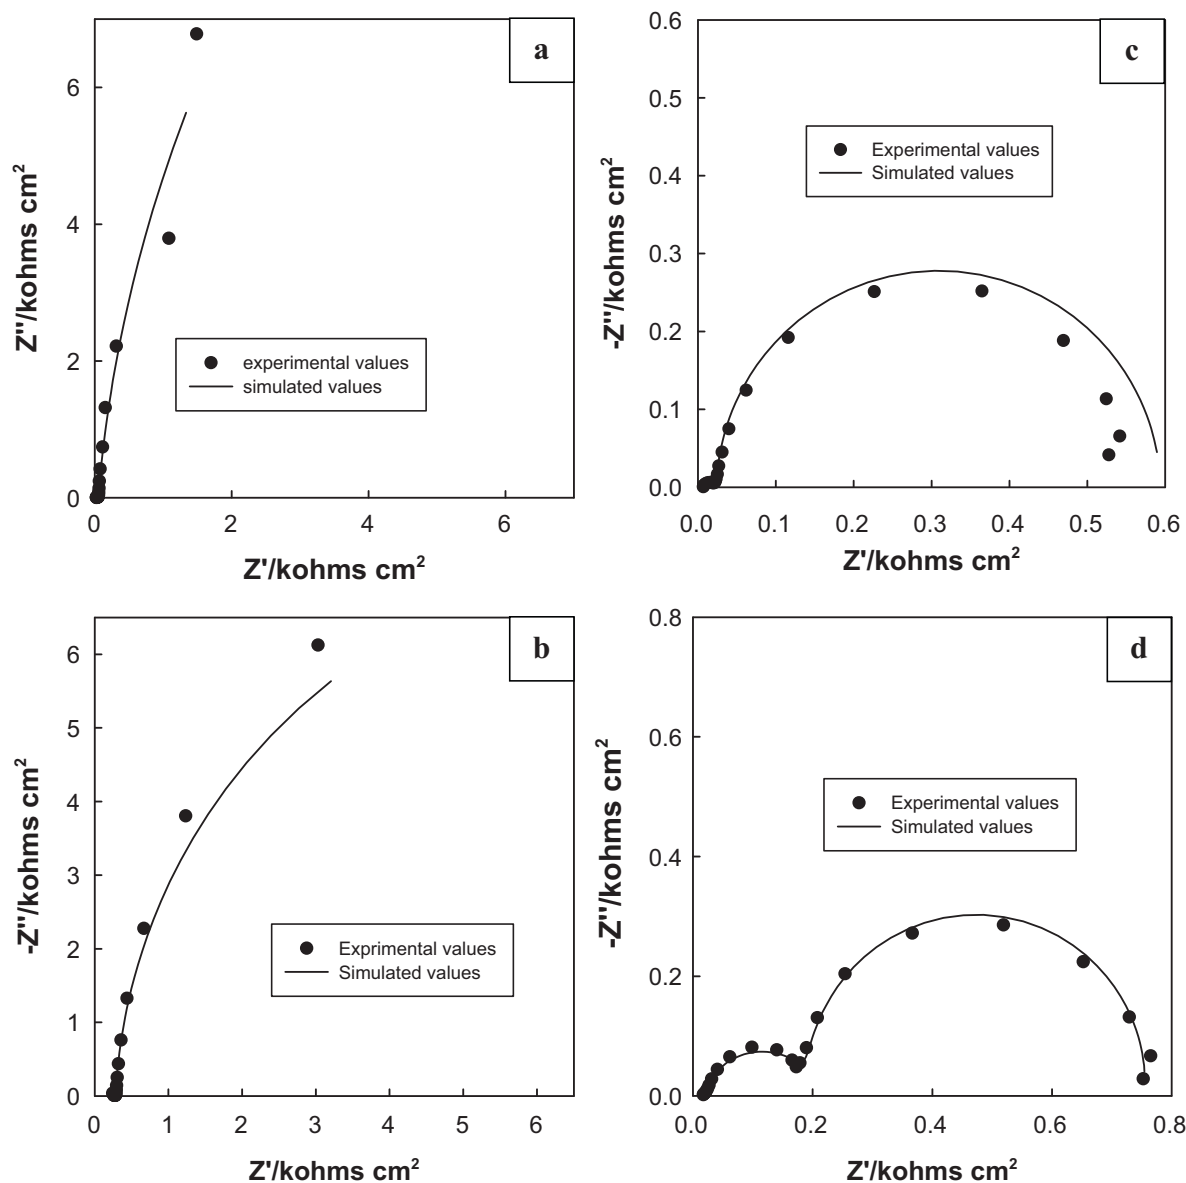 a
6
4
2
0
Z''/kohms cm²
experimental values
simulated values
0 2 4 6
Z'/kohms cm²
c
0.6
0.5
0.4
0.3
0.2
0.1
0.0
-Z''/kohms cm²
Experimental values
Simulated values
0.0 0.1 0.2 0.3 0.4 0.5 0.6
Z'/kohms cm²
b
6
5
4
3
2
1
0
-Z''/kohms cm²
Exprimental values
Simulated values
0 1 2 3 4 5 6
Z'/kohms cm²
d
0.8
0.6
0.4
0.2
0.0
-Z''/kohms cm²
Experimental values
Simulated values
0.0 0.2 0.4 0.6 0.8
Z'/kohms cm²